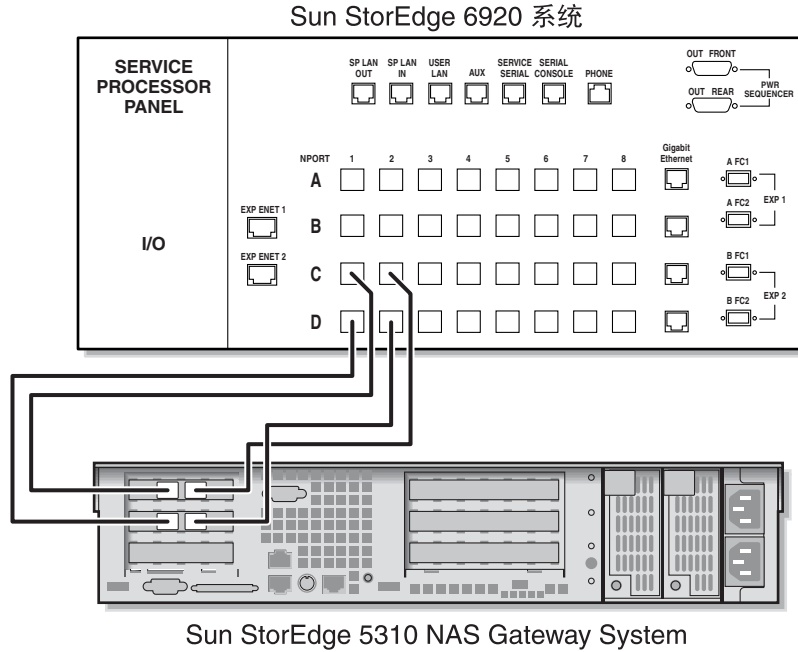 Sun StorEdge 6920 系统
SERVICE
PROCESSOR
PANEL
I/O
SP LAN
OUT
SP LAN
IN
USER
LAN
AUX
SERVICE
SERIAL
SERIAL
CONSOLE
PHONE
OUT FRONT
OUT REAR
PWR
SEQUENCER
NPORT 1 2 3 4 5 6 7 8
Gigabit
Ethernet
A
B
C
D
EXP ENET 1
EXP ENET 2
A FC1
A FC2
EXP 1
B FC1
B FC2
EXP 2
Sun StorEdge 5310 NAS Gateway System